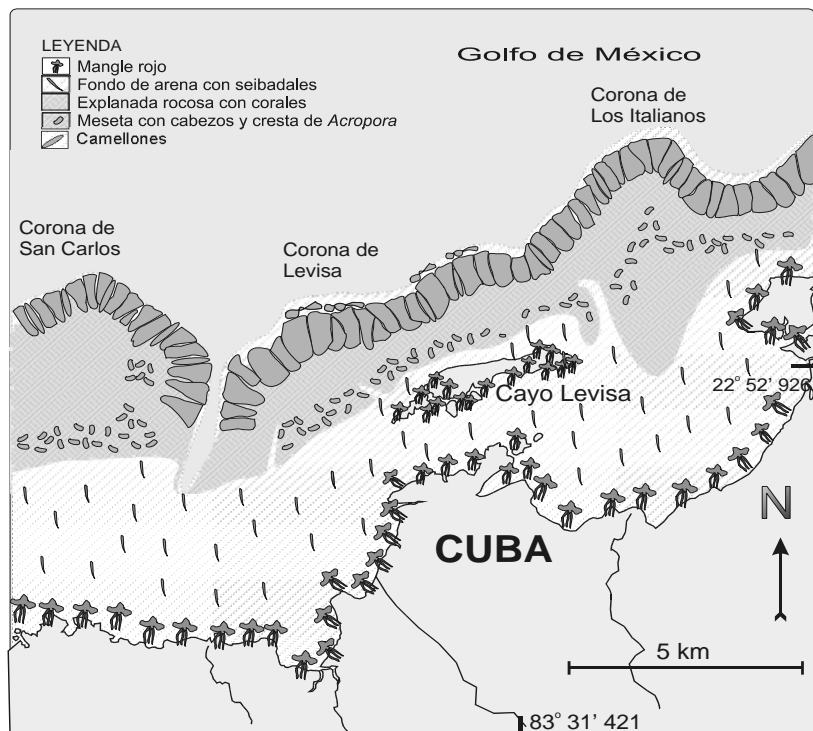 LEYENDA
Mangle rojo
Fondo de arena con seibadales
Explanada rocosa con corales
Meseta con cabezos y cresta de Acropora
Camellones
Golfo de México
Corona de
Los Italianos
Corona de
San Carlos
Corona de
Levisa
22° 52' 926
Cayo Levisa
N
CUBA
5 km
83° 31' 421